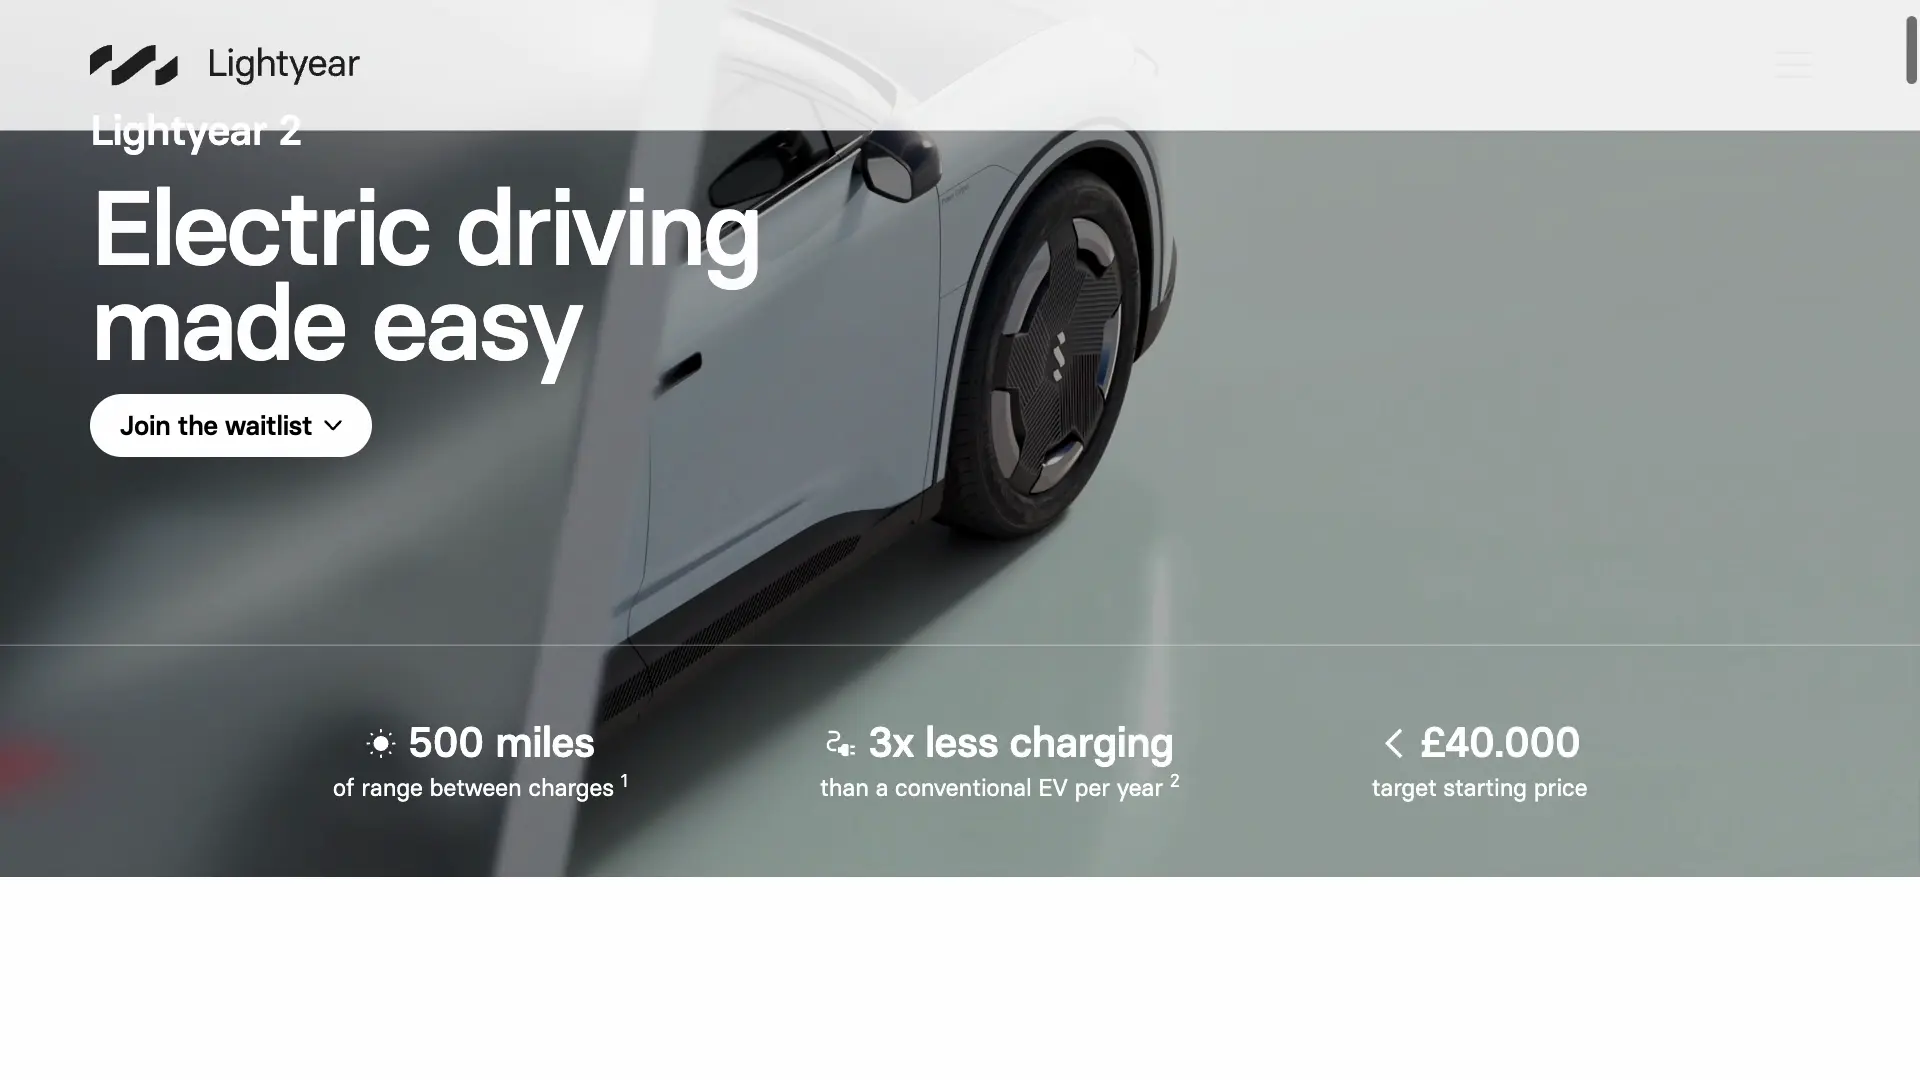 Lightyear
Lightyear 2
Electric driving
made easy
Join the waitlist
500 miles
of range between charges 1
3x less charging
than a conventional EV per year 2
< £40.000
target starting price